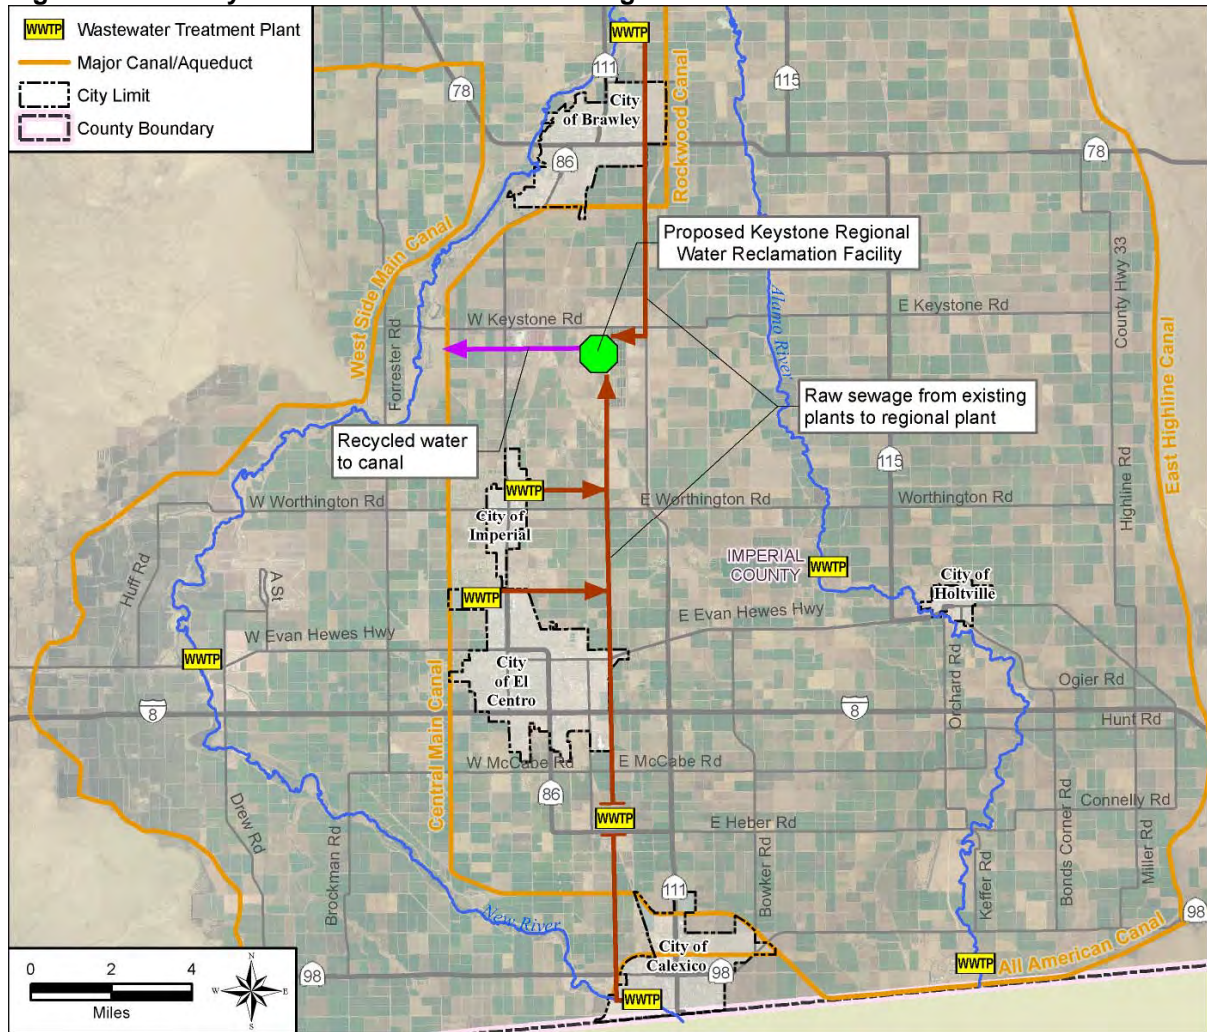 WWTP Wastewater Treatment Plant
Major Canal/Aqueduct
City Limit
County Boundary
WWTP
111
78
115
City
of Brawley
86
Rockwood Canal
78
Proposed Keystone Regional
Water Reclamation Facility
West Side Main Canal
Forrester Rd
W Keystone Rd
E Keystone Rd
County Hwy 33
Alamo River
East Highline Canal
Raw sewage from existing
plants to regional plant
Recycled water
to canal
115
Highline Rd
WWTP
W Worthington Rd
E Worthington Rd
Worthington Rd
City of
Imperial
Huff Rd
A St
IMPERIAL
COUNTY
WWTP
City of
Holtville
WWTP
E Evan Hewes Hwy
W Evan Hewes Hwy
WWTP
City
of El
Centro
Orchard Rd
Ogier Rd
8
8
Hunt Rd
Central Main Canal
W McCabe Rd
E McCabe Rd
86
WWTP
E Heber Rd
Connelly Rd
Drew Rd
Brockman Rd
Bowker Rd
Keffer Rd
Bonds Corner Rd
Miller Rd
111
98
New River
City of
Calexico
98
WWTP
All American Canal
98
WWTP
0 2 4
Miles
N
W E
S